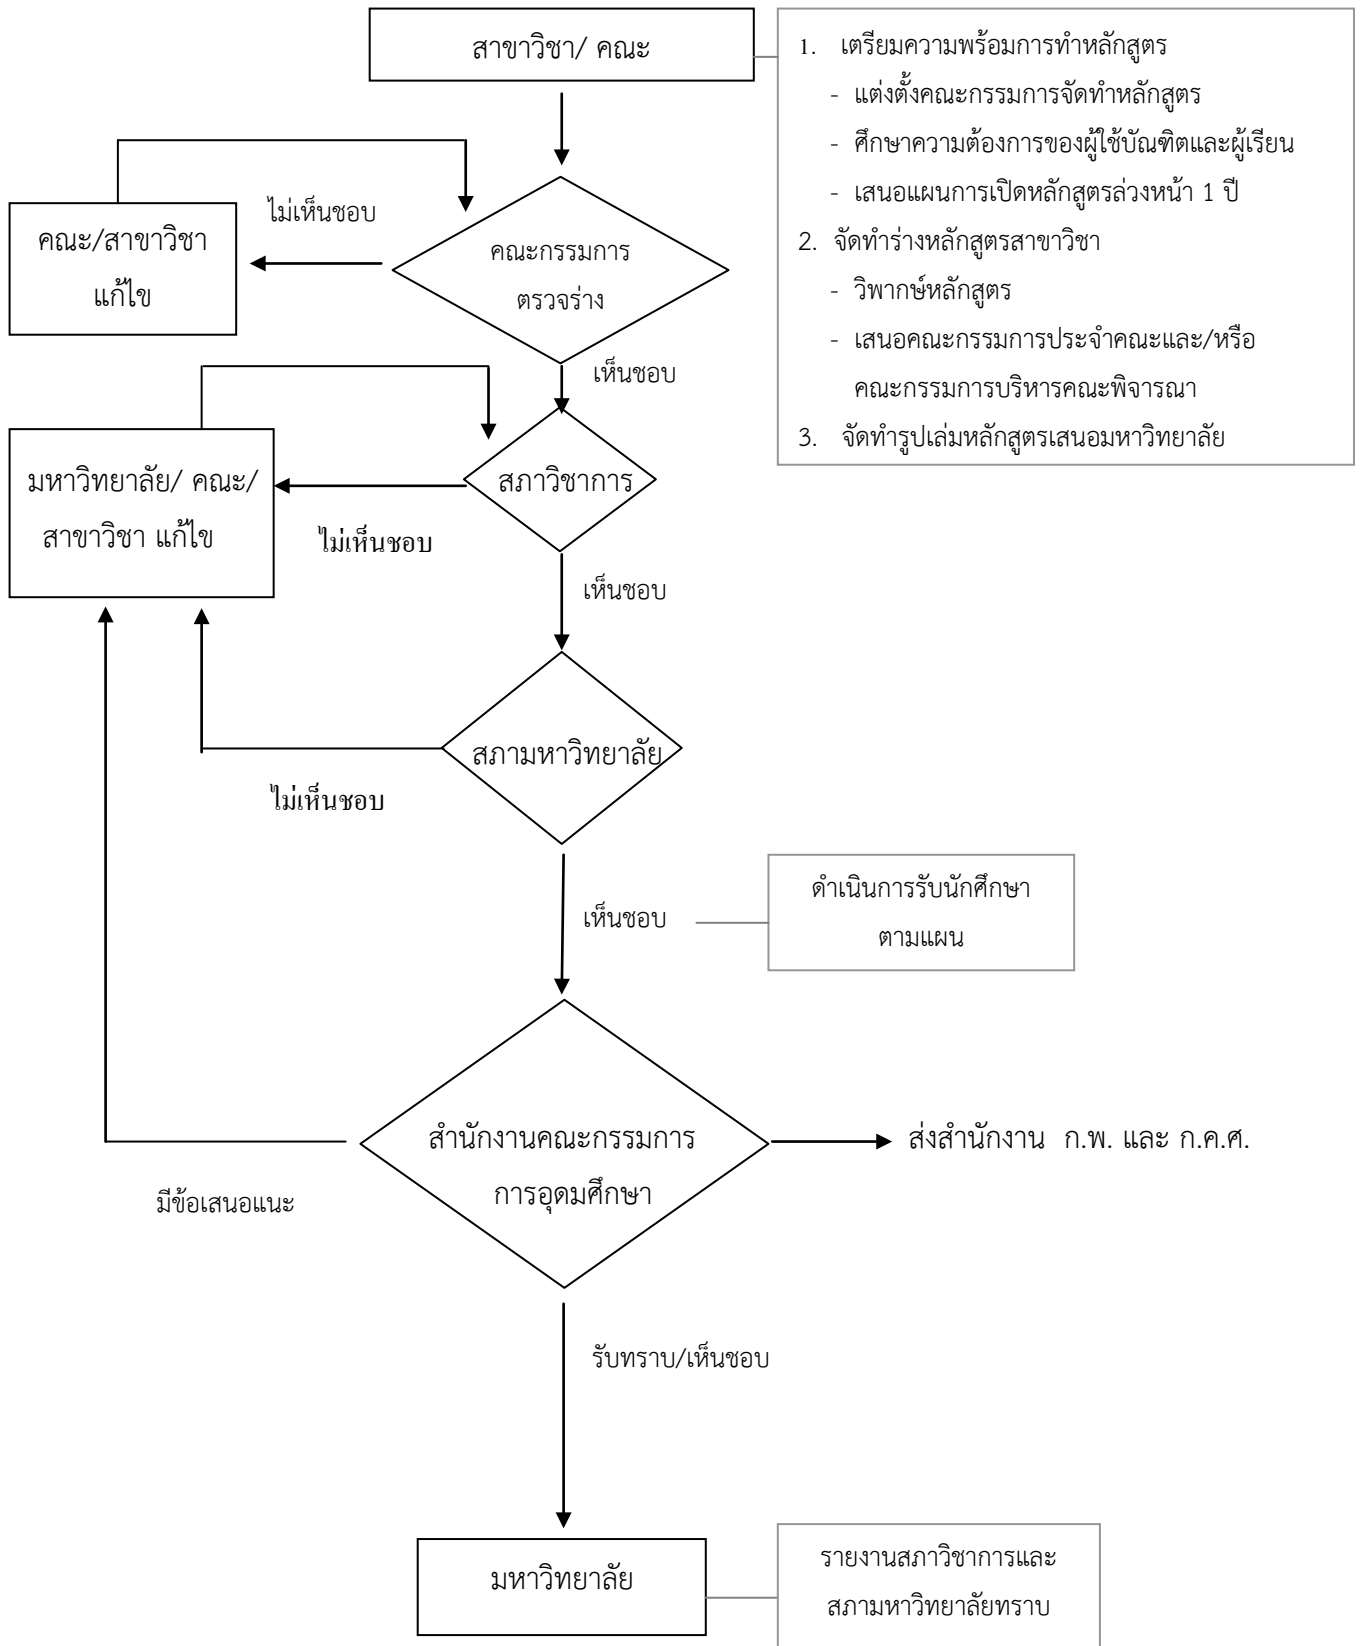 สาขาวิชา/ คณะ
1. เตรียมความพร้อมการทำหลักสูตร
- แต่งตั้งคณะกรรมการจัดทำหลักสูตร
- ศึกษาความต้องการของผู้ใช้บัณฑิตและผู้เรียน
- เสนอแผนการเปิดหลักสูตรล่วงหน้า 1 ปี
2. จัดทำร่างหลักสูตรสาขาวิชา
- วิพากษ์หลักสูตร
- เสนอคณะกรรมการประจำคณะและ/หรือ
คณะกรรมการบริหารคณะพิจารณา
3. จัดทำรูปเล่มหลักสูตรเสนอมหาวิทยาลัย
ไม่เห็นชอบ
คณะ/สาขาวิชา
แก้ไข
คณะกรรมการ
ตรวจร่าง
เห็นชอบ
มหาวิทยาลัย/ คณะ/
สาขาวิชา แก้ไข
สภาวิชาการ
ไม่เห็นชอบ
เห็นชอบ
สภามหาวิทยาลัย
ไม่เห็นชอบ
เห็นชอบ
ดำเนินการรับนักศึกษา
ตามแผน
สำนักงานคณะกรรมการ
การอุดมศึกษา
ส่งสำนักงาน ก.พ. และ ก.ค.ศ.
มีข้อเสนอแนะ
รับทราบ/เห็นชอบ
มหาวิทยาลัย
รายงานสภาวิชาการและ
สภามหาวิทยาลัยทราบ